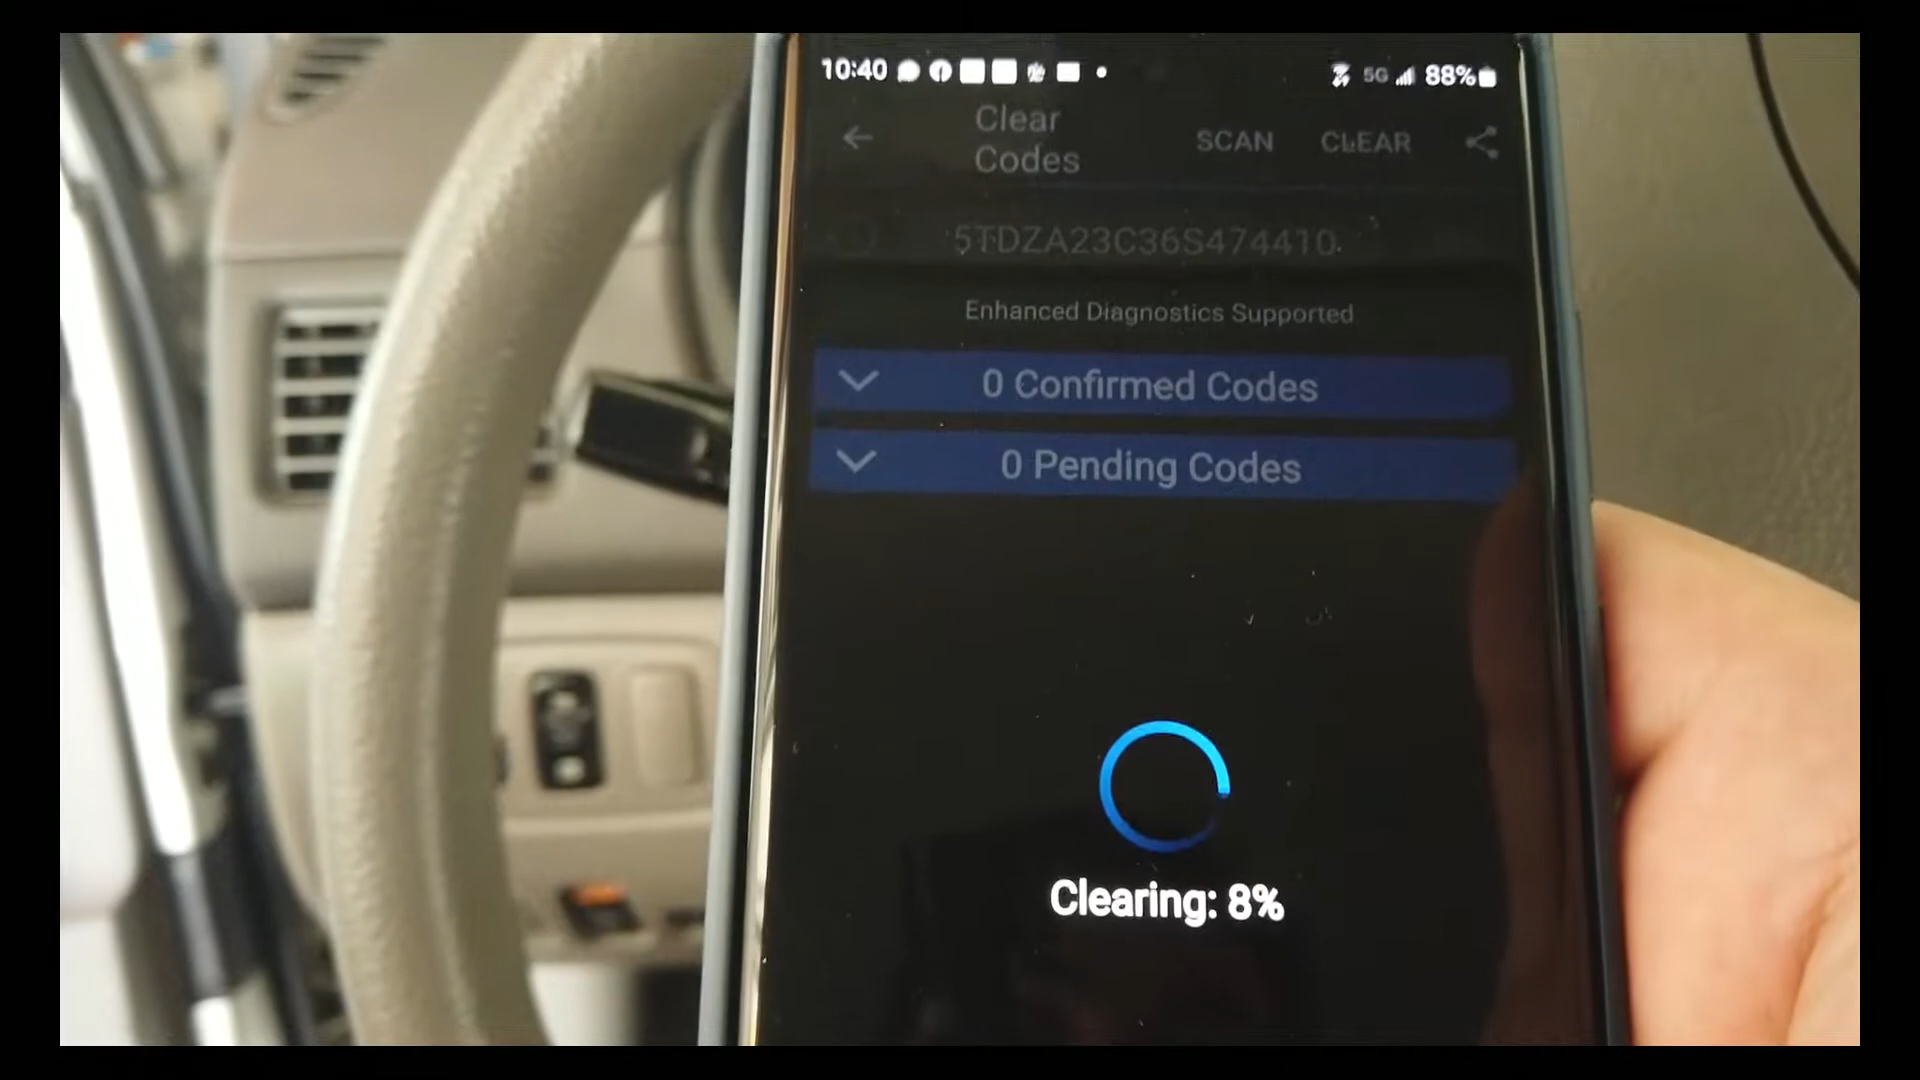 10:40
5G
88%
Clear
Codes
SCAN
CLEAR
5TDZA23C36S474410
Enhanced Diagnostics Supported
0 Confirmed Codes
0 Pending Codes
Clearing: 8%